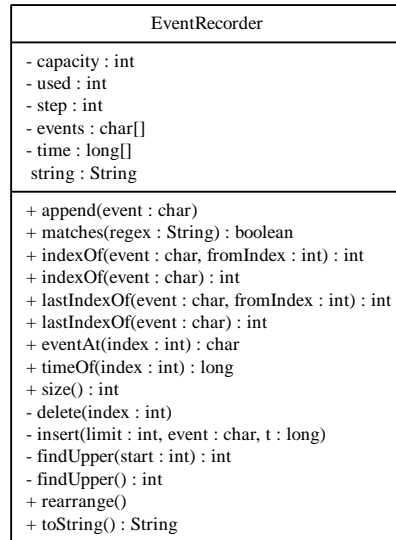 EventRecorder
- capacity : int
- used : int
- step : int
- events : char[]
- time : long[]
string : String
+ append(event : char)
+ matches(regex : String) : boolean
+ indexOf(event : char, fromIndex : int) : int
+ indexOf(event : char) : int
+ lastIndexOf(event : char, fromIndex : int) : int
+ lastIndexOf(event : char) : int
+ eventAt(index : int) : char
+ timeOf(index : int) : long
+ size() : int
- delete(index : int)
- insert(limit : int, event : char, t : long)
- findUpper(start : int) : int
- findUpper() : int
+ rearrange()
+ toString() : String